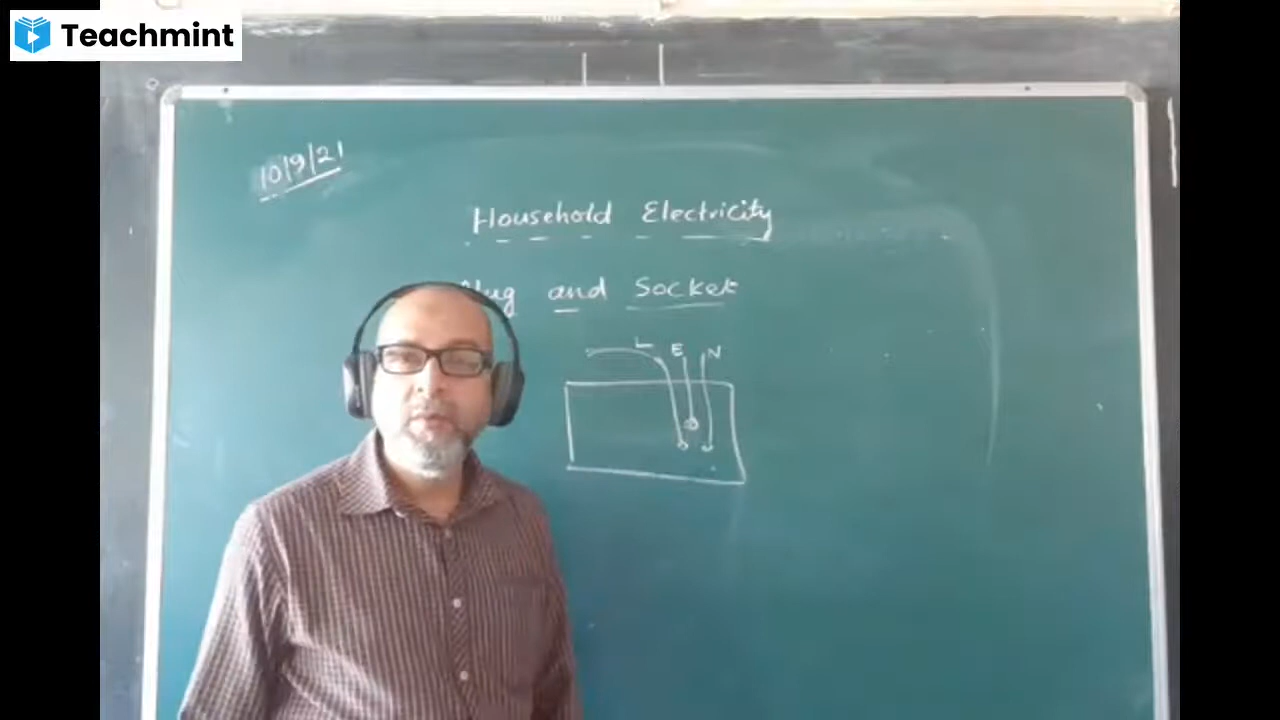 Teachmint
10/9/21
Household Electricity
and Socket
L E N